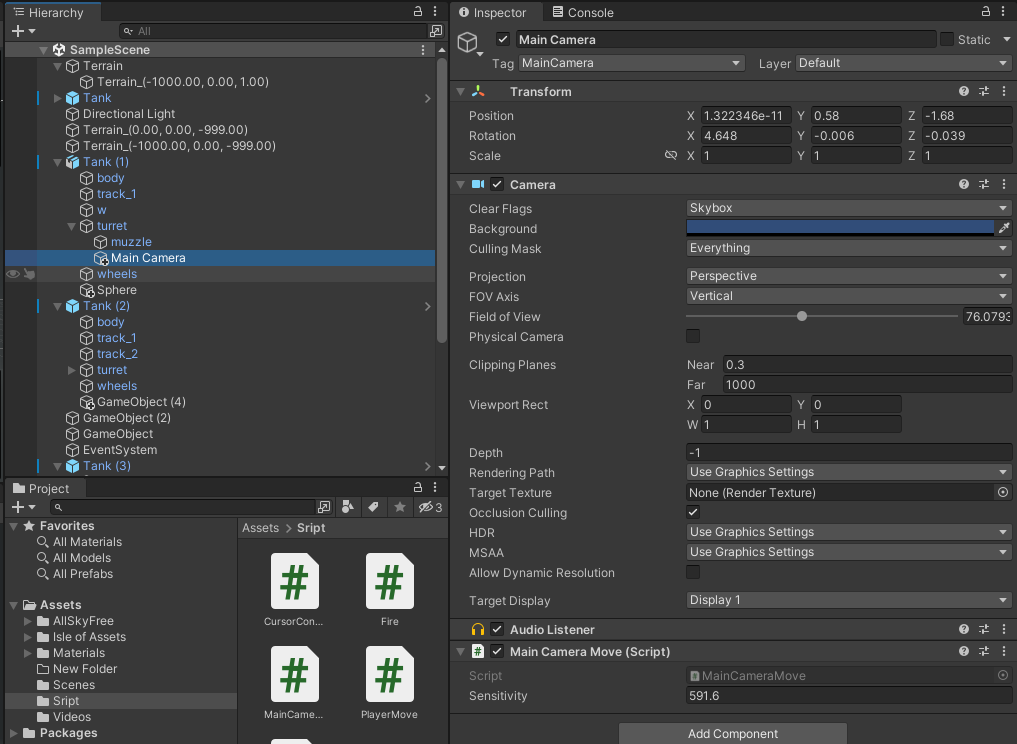 Hierarchy
All
SampleScene
Terrain
Terrain_(-1000.00, 0.00, 1.00)
Tank
Directional Light
Terrain_(0.00, 0.00, -999.00)
Terrain_(-1000.00, 0.00, -999.00)
Tank (1)
body
track_1
w
turret
muzzle
Main Camera
wheels
Sphere
Tank (2)
body
track_1
track_2
turret
wheels
GameObject (4)
GameObject (2)
GameObject
EventSystem
Tank (3)
Project
3
Favorites
All Materials
All Models
All Prefabs
Assets
AllSkyFree
Isle of Assets
Materials
New Folder
Scenes
Sript
Videos
Packages
Assets > Sript
CursorCon... Fire
MainCame... PlayerMove
Inspector Console
Main Camera Static
Tag MainCamera Layer Default
Transform
Position X 1.322346e-11 Y 0.58 Z -1.68
Rotation X 4.648 Y -0.006 Z -0.039
Scale X 1 Y 1 Z 1
Camera
Clear Flags Skybox
Background
Culling Mask Everything
Projection Perspective
FOV Axis Vertical
Field of View 76.0793
Physical Camera
Clipping Planes Near 0.3
Far 1000
Viewport Rect X 0 Y 0
W 1 H 1
Depth -1
Rendering Path Use Graphics Settings
Target Texture None (Render Texture)
Occlusion Culling
HDR Use Graphics Settings
MSAA Use Graphics Settings
Allow Dynamic Resolution
Target Display Display 1
Audio Listener
Main Camera Move (Script)
Script MainCameraMove
Sensitivity 591.6
Add Component